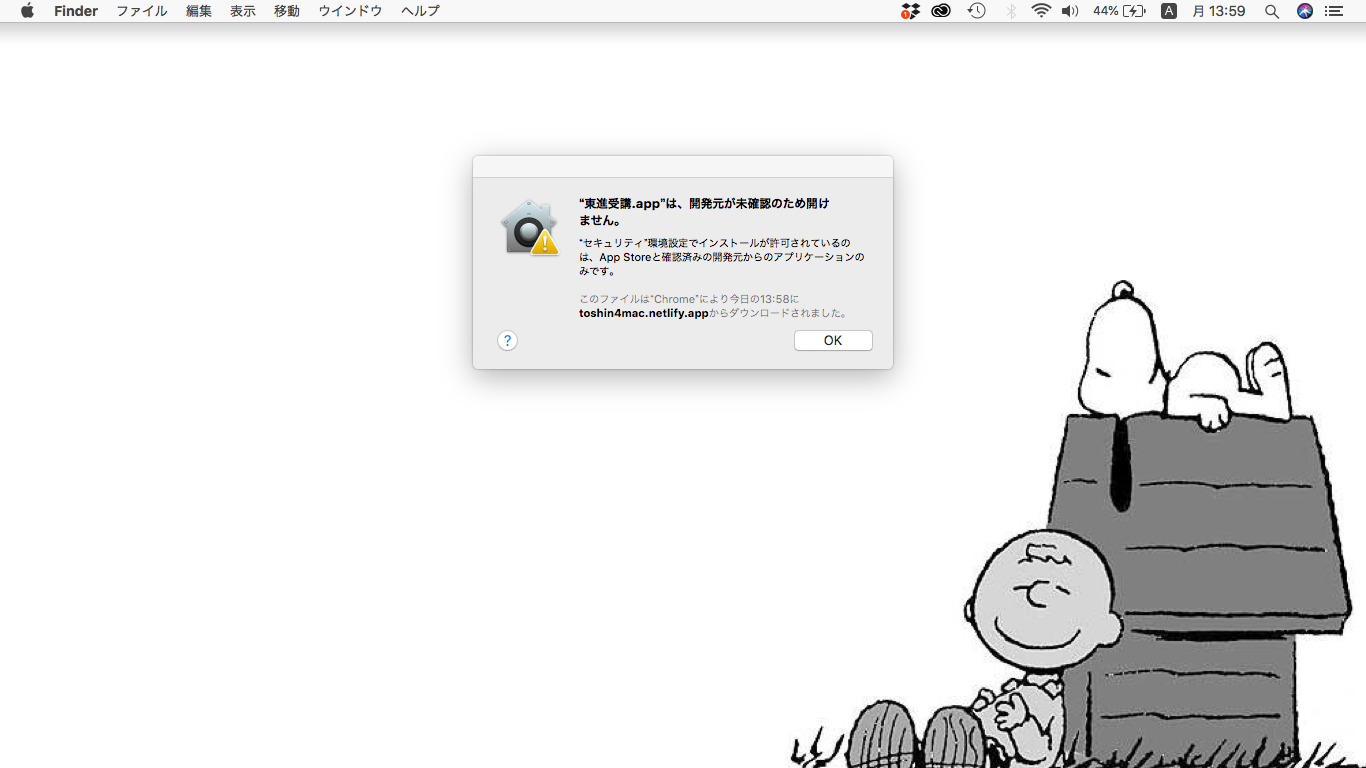 Finder ファイル 編集 表示 移動 ウインドウ ヘルプ 1 44% A 月 13:59
“東進受講.app”は、開発元が未確認のため開け
ません。
“セキュリティ”環境設定でインストールが許可されているの
は、App Storeと確認済みの開発元からのアプリケーションの
みです。
このファイルは“Chrome”により今日の13:58に
toshin4mac.netlify.appからダウンロードされました。
? OK